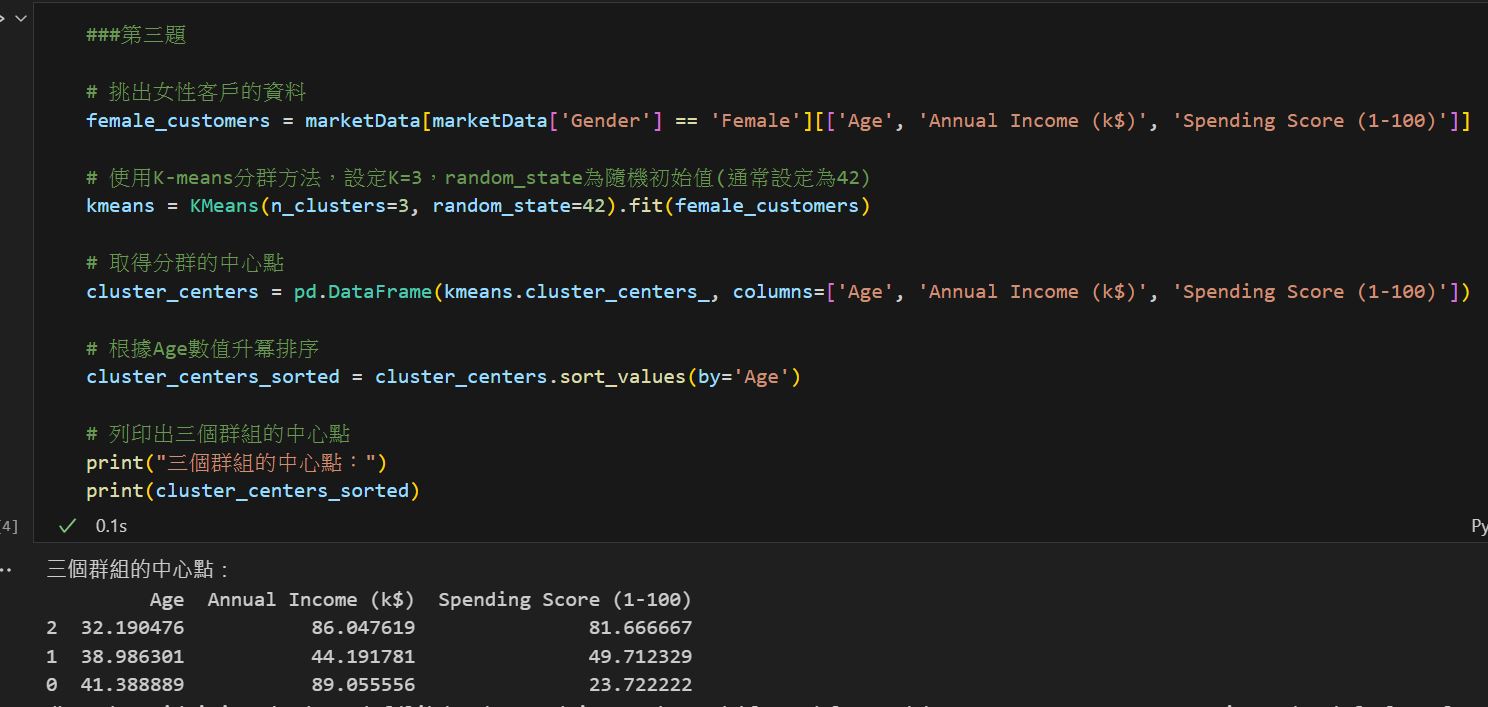 ###第三題
# 挑出女性客戶的資料
female_customers = marketData[marketData['Gender'] == 'Female'][['Age', 'Annual Income (k$)', 'Spending Score (1-100)']]
# 使用K-means分群方法，設定K=3，random_state為隨機初始值(通常設定為42)
kmeans = KMeans(n_clusters=3, random_state=42).fit(female_customers)
# 取得分群的中心點
cluster_centers = pd.DataFrame(kmeans.cluster_centers_, columns=['Age', 'Annual Income (k$)', 'Spending Score (1-100)'])
# 根據Age數值升冪排序
cluster_centers_sorted = cluster_centers.sort_values(by='Age')
# 列印出三個群組的中心點
print("三個群組的中心點：")
print(cluster_centers_sorted)
4] ✓ 0.1s Py
三個群組的中心點：
Age Annual Income (k$) Spending Score (1-100)
2 32.190476 86.047619 81.666667
1 38.986301 44.191781 49.712329
0 41.388889 89.055556 23.722222